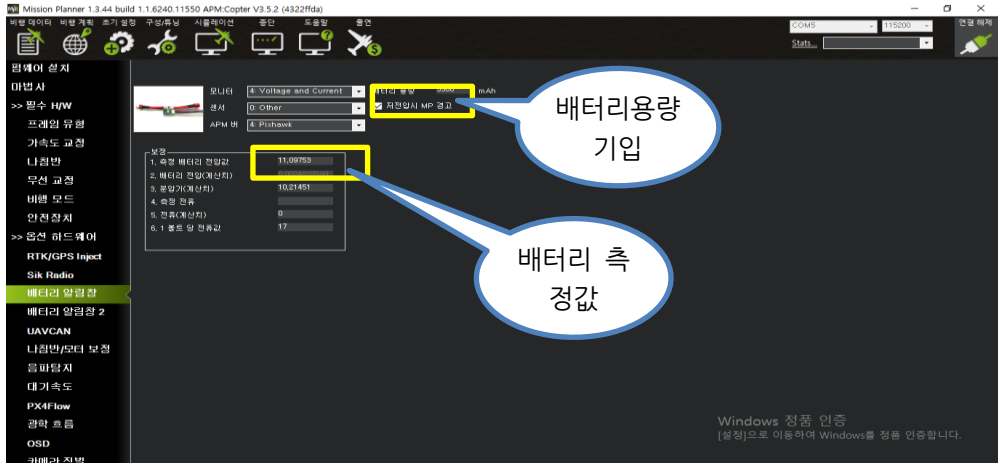 Mission Planner 1.3.44 build 1.1.6240.11550 APM:Copter V3.5.2 (4322ffda)
비행 데이터 비행 계획 초기 설정 구성/튜닝 시뮬레이션 중단 도움말 출연
COM5 115200 연결 해제
Stats...
펌웨어 설치
마법사
>> 필수 H/W
프레임 유형
가속도 교정
나침반
무선 교정
비행 모드
안전장치
>> 옵션 하드웨어
RTK/GPS Inject
Sik Radio
배터리 알림창
배터리 알람창 2
UAVCAN
나침반/모터 보정
음파탐지
대기속도
PX4Flow
광학 흐름
OSD
모니터 4: Voltage and Current
센서 0: Other
APM 버 4: Pixhawk
배터리 용량 mAh
저전압시 MP 경고
보정
1. 측정 배터리 전압값 11,09753
2. 배터리 전압(계산치)
3. 분압기(계산치) 10,21451
4. 측정 전류
5. 전류(계산치) 0
6. 1 볼트 당 전류값 17
배터리용량
기입
배터리 측
정값
Windows 정품 인증
[설정]으로 이동하여 Windows를 정품 인증합니다.